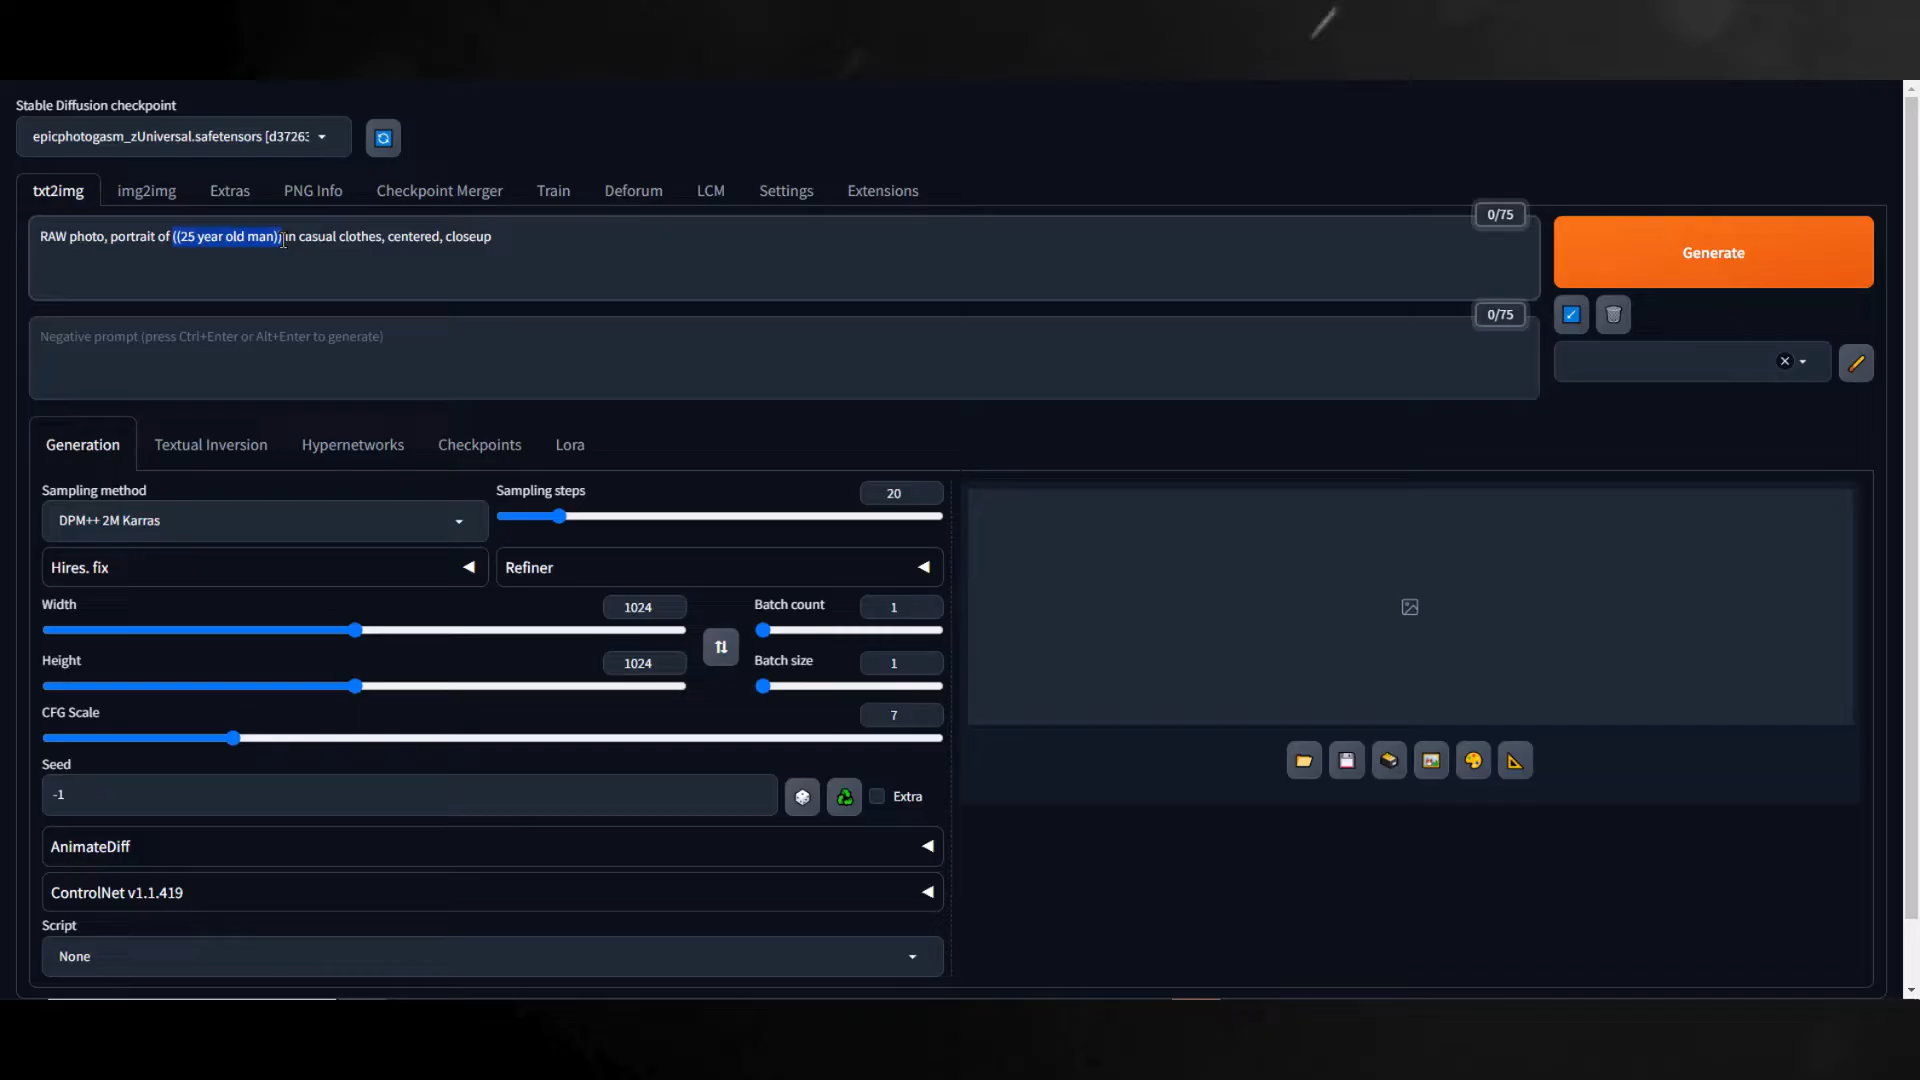 Stable Diffusion checkpoint
epicphotogasm_zUniversal.safetensors [d3726
txt2img img2img Extras PNG Info Checkpoint Merger Train Deforum LCM Settings Extensions
0/75
RAW photo, portrait of ((25 year old man)) in casual clothes, centered, closeup
Generate
0/75
Negative prompt (press Ctrl+Enter or Alt+Enter to generate)
Generation Textual Inversion Hypernetworks Checkpoints Lora
Sampling method
DPM++ 2M Karras
Sampling steps
20
Hires. fix
Refiner
Width
1024
Batch count
1
Height
1024
Batch size
1
CFG Scale
7
Seed
-1
Extra
AnimateDiff
ControlNet v1.1.419
Script
None